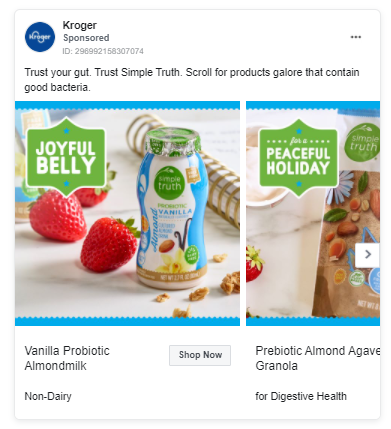 Kroger
Kroger
Sponsored
ID: 296992158307074
Trust your gut. Trust Simple Truth. Scroll for products galore that contain
good bacteria.
JOYFUL
BELLY
simple
truth
PROBIOTIC
VANILLA
Almond
for a
PEACEFUL
HOLIDAY
simple
truth
Vanilla Probiotic
Almondmilk
Shop Now
Non-Dairy
Prebiotic Almond Agave
Granola
for Digestive Health